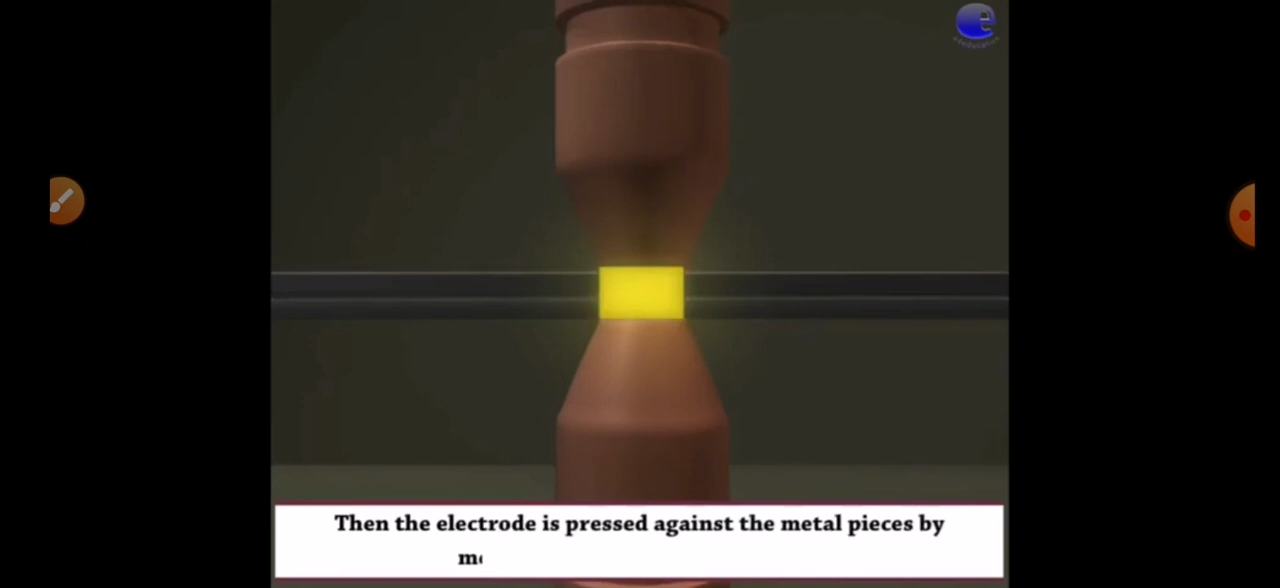 Then the electrode is pressed against the metal pieces by